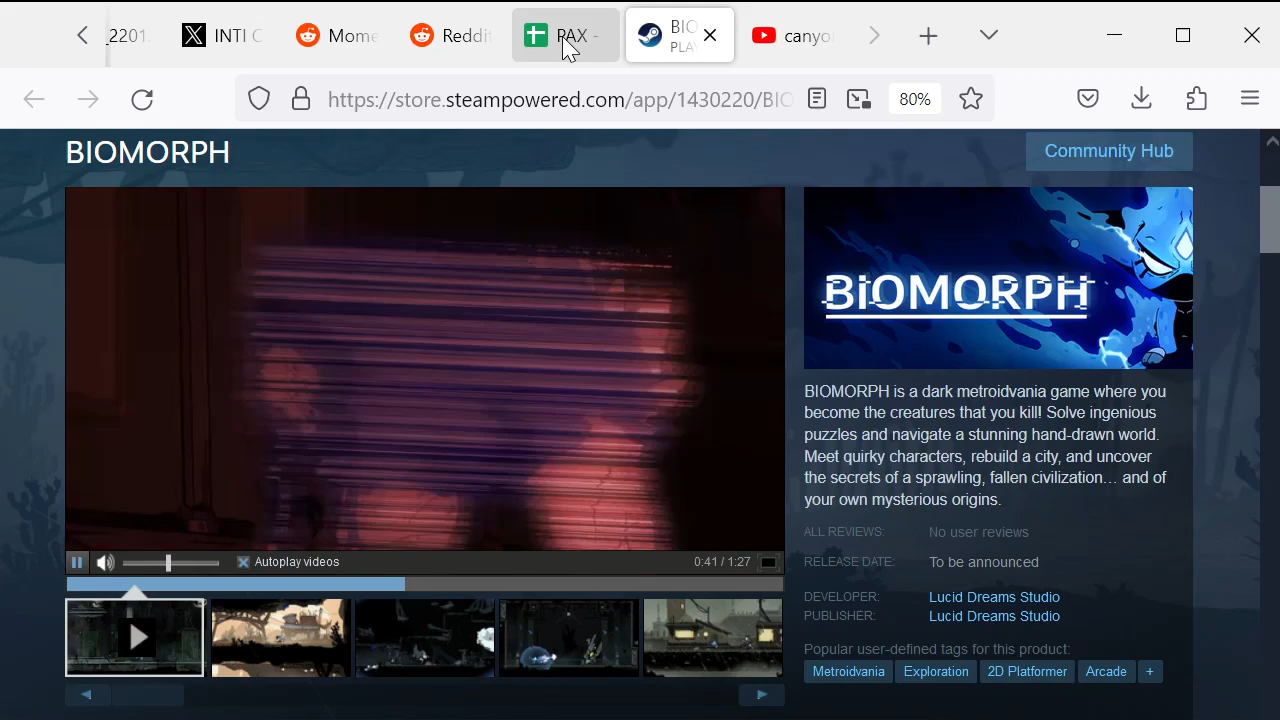 _2201
INTI C
Mome
Reddit
PAX -
BIO
PLA
canyo
https://store.steampowered.com/app/1430220/BIO
80%
BIOMORPH
Community Hub
BIOMORPH
BIOMORPH is a dark metroidvania game where you
become the creatures that you kill! Solve ingenious
puzzles and navigate a stunning hand-drawn world.
Meet quirky characters, rebuild a city, and uncover
the secrets of a sprawling, fallen civilization... and of
your own mysterious origins.
ALL REVIEWS: No user reviews
RELEASE DATE: To be announced
DEVELOPER: Lucid Dreams Studio
PUBLISHER: Lucid Dreams Studio
Popular user-defined tags for this product:
Metroidvania Exploration 2D Platformer Arcade +
Autoplay videos 0:41 / 1:27